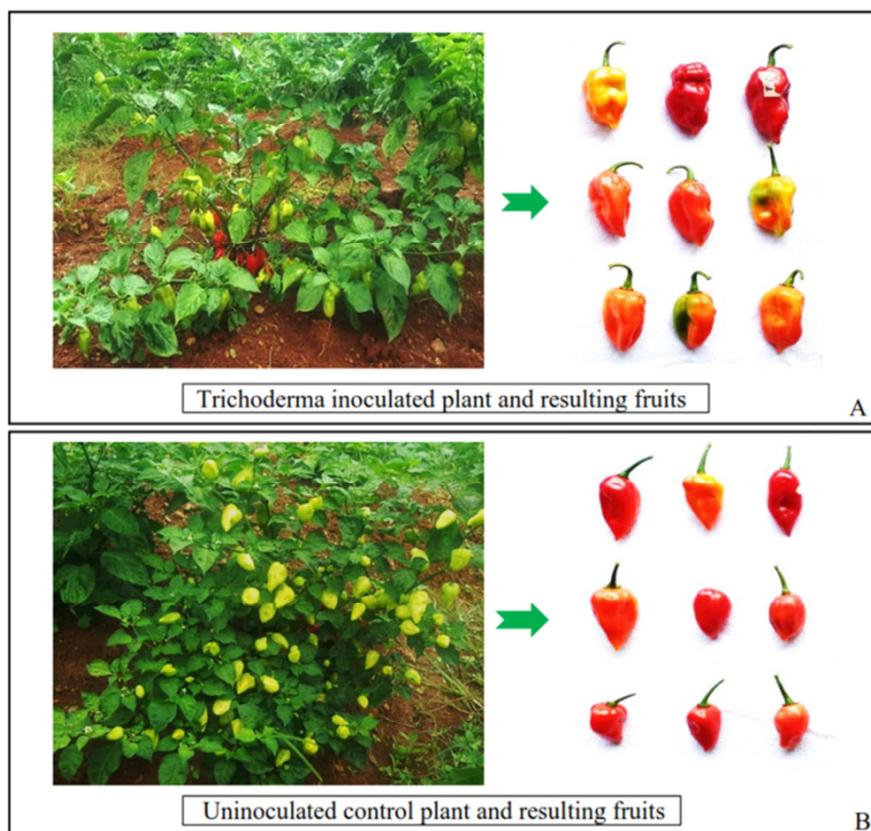 Trichoderma inoculated plant and resulting fruits
A
Uninoculated control plant and resulting fruits
B